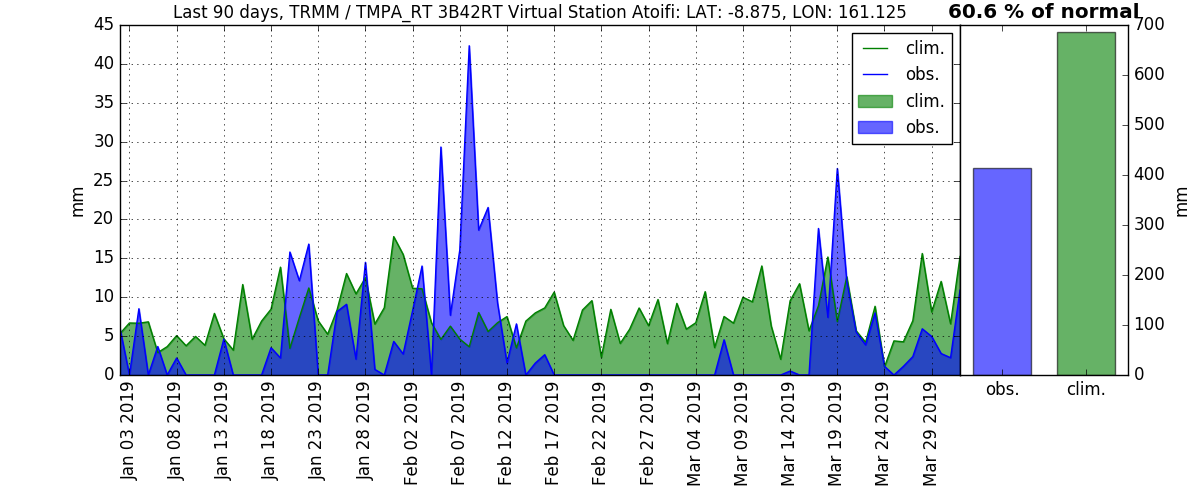 Last 90 days, TRMM / TMPA_RT 3B42RT Virtual Station Atoifi: LAT: -8.875, LON: 161.125
60.6 % of normal
45
40
35
30
25
20
15
10
5
0
mm
clim.
obs.
clim.
obs.
700
600
500
400
300
200
100
0
mm
Jan 03 2019
Jan 08 2019
Jan 13 2019
Jan 18 2019
Jan 23 2019
Jan 28 2019
Feb 02 2019
Feb 07 2019
Feb 12 2019
Feb 17 2019
Feb 22 2019
Feb 27 2019
Mar 04 2019
Mar 09 2019
Mar 14 2019
Mar 19 2019
Mar 24 2019
Mar 29 2019
obs.
clim.